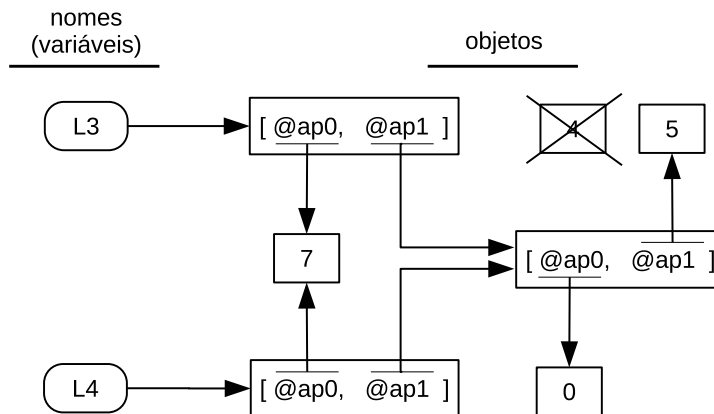 nomes
(variáveis)
objetos
L3
[ @ap0, @ap1 ]
4
5
7
[ @ap0, @ap1 ]
L4
[ @ap0, @ap1 ]
0